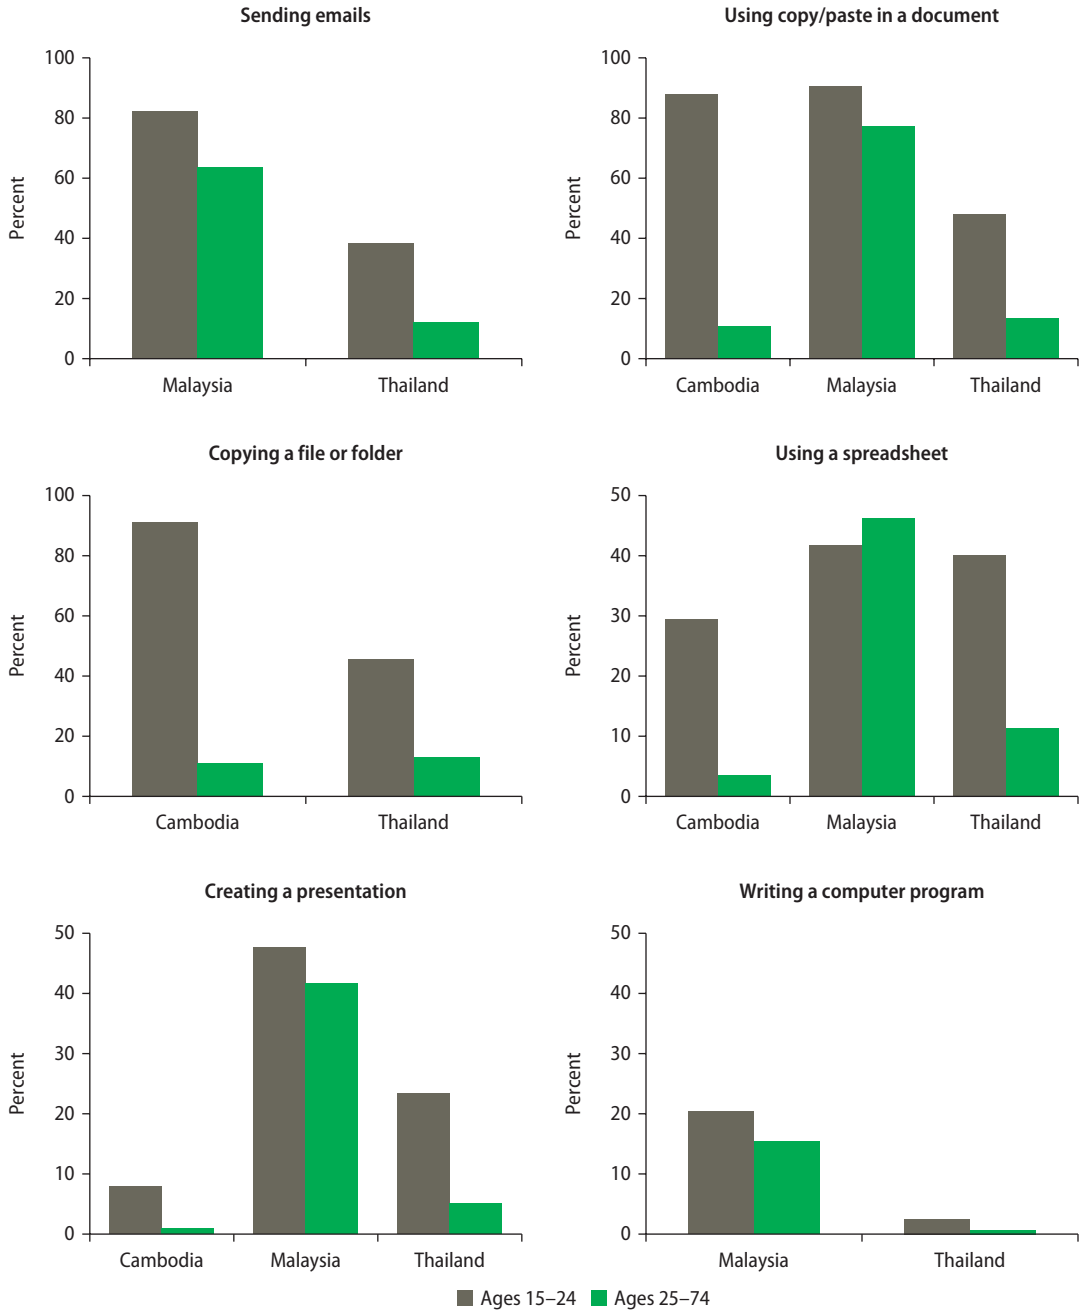 Sending emails
100
80
60
40
20
0
Percent
Malaysia
Thailand
Using copy/paste in a document
100
80
60
40
20
0
Percent
Cambodia
Malaysia
Thailand
Copying a file or folder
100
80
60
40
20
0
Percent
Cambodia
Thailand
Using a spreadsheet
50
40
30
20
10
0
Percent
Cambodia
Malaysia
Thailand
Creating a presentation
50
40
30
20
10
0
Percent
Cambodia
Malaysia
Thailand
Writing a computer program
50
40
30
20
10
0
Percent
Malaysia
Thailand
Ages 15–24
Ages 25–74